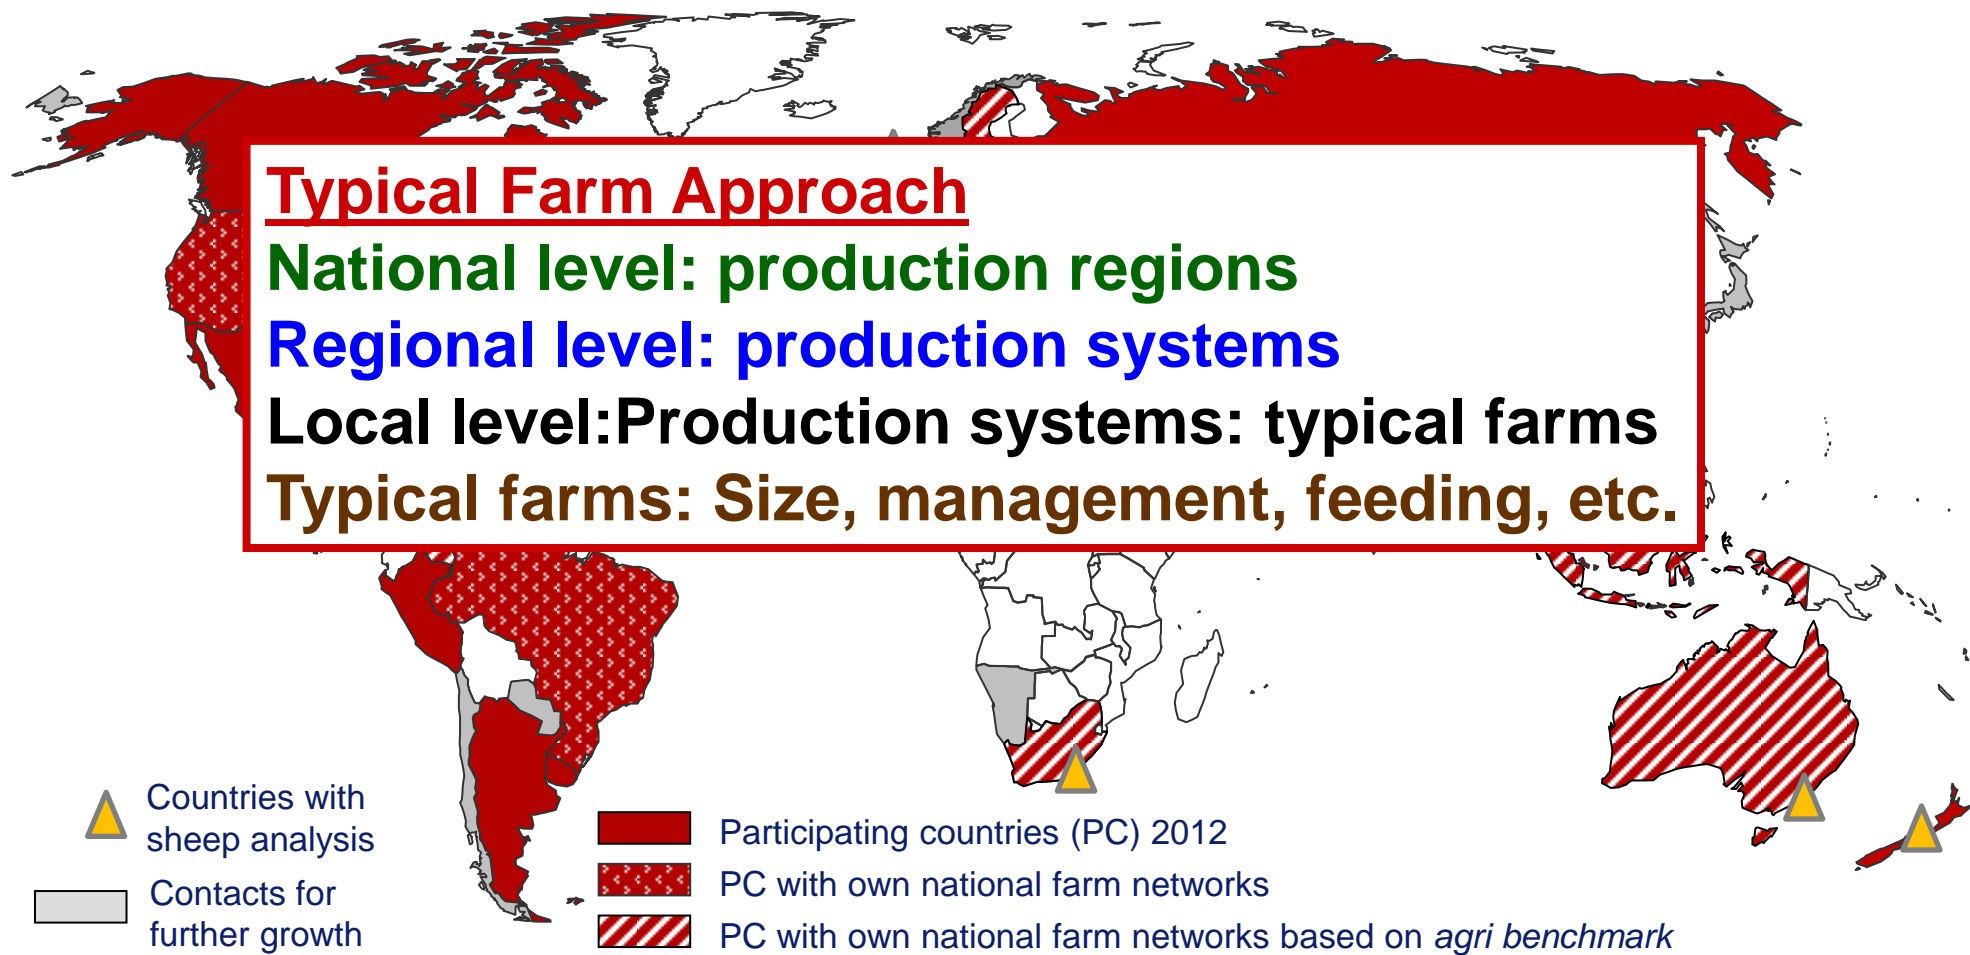 Typical Farm Approach
National level: production regions
Regional level: production systems
Local level:Production systems: typical farms
Typical farms: Size, management, feeding, etc.
Countries with
sheep analysis
Contacts for
further growth
Participating countries (PC) 2012
PC with own national farm networks
PC with own national farm networks based on agri benchmark